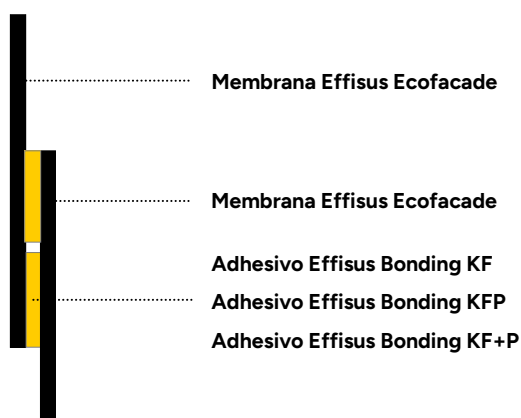 Membrana Effisus Ecofacade
Membrana Effisus Ecofacade
Adhesivo Effisus Bonding KF
Adhesivo Effisus Bonding KFP
Adhesivo Effisus Bonding KF+P